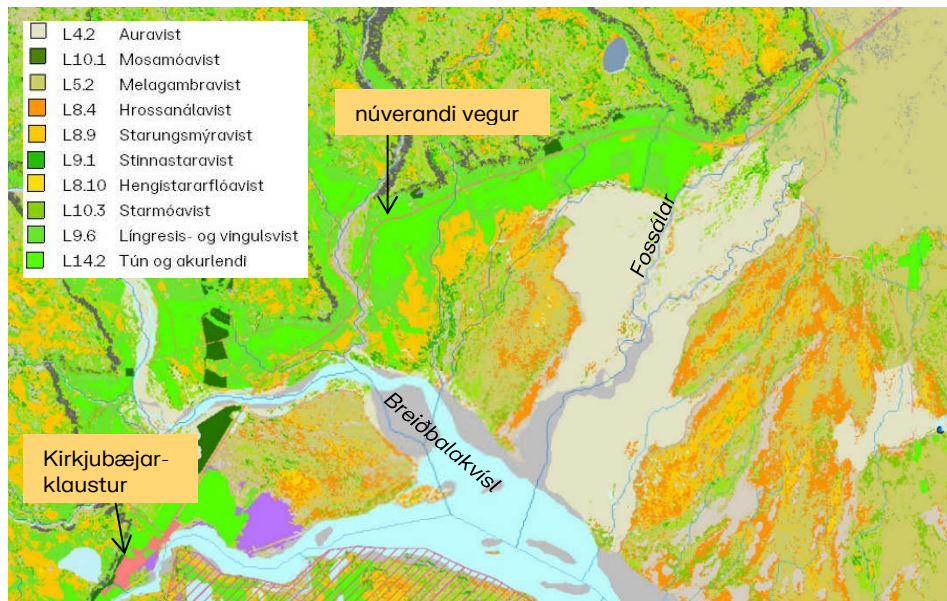 L4.2 Auravist
L10.1 Mosamóavist
L5.2 Melagambravist
L8.4 Hrossanálavist
L8.9 Starungsmýravist
L9.1 Stinnastaravist
L8.10 Hengistararflóavist
L10.3 Starmóavist
L9.6 Língresis- og vingulsvist
L14.2 Tún og akurlendi
núverandi vegur
Fossálar
Breiðbalakvísl
Kirkjubæjar-
klaustur